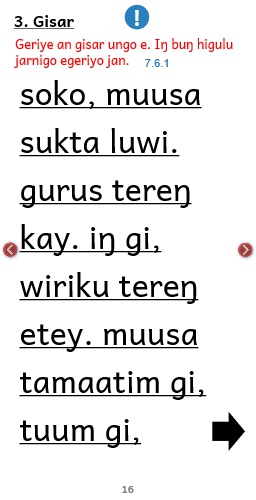 3. Gisar
Geriye an gisar ungo e. Iŋ buŋ higulu
jarnigo egeriyo jan. 7.6.1
soko, muusa
sukta luwi.
gurus tereŋ
kay. iŋ gi,
wiriku tereŋ
etey. muusa
tamaatim gi,
tuum gi,
16